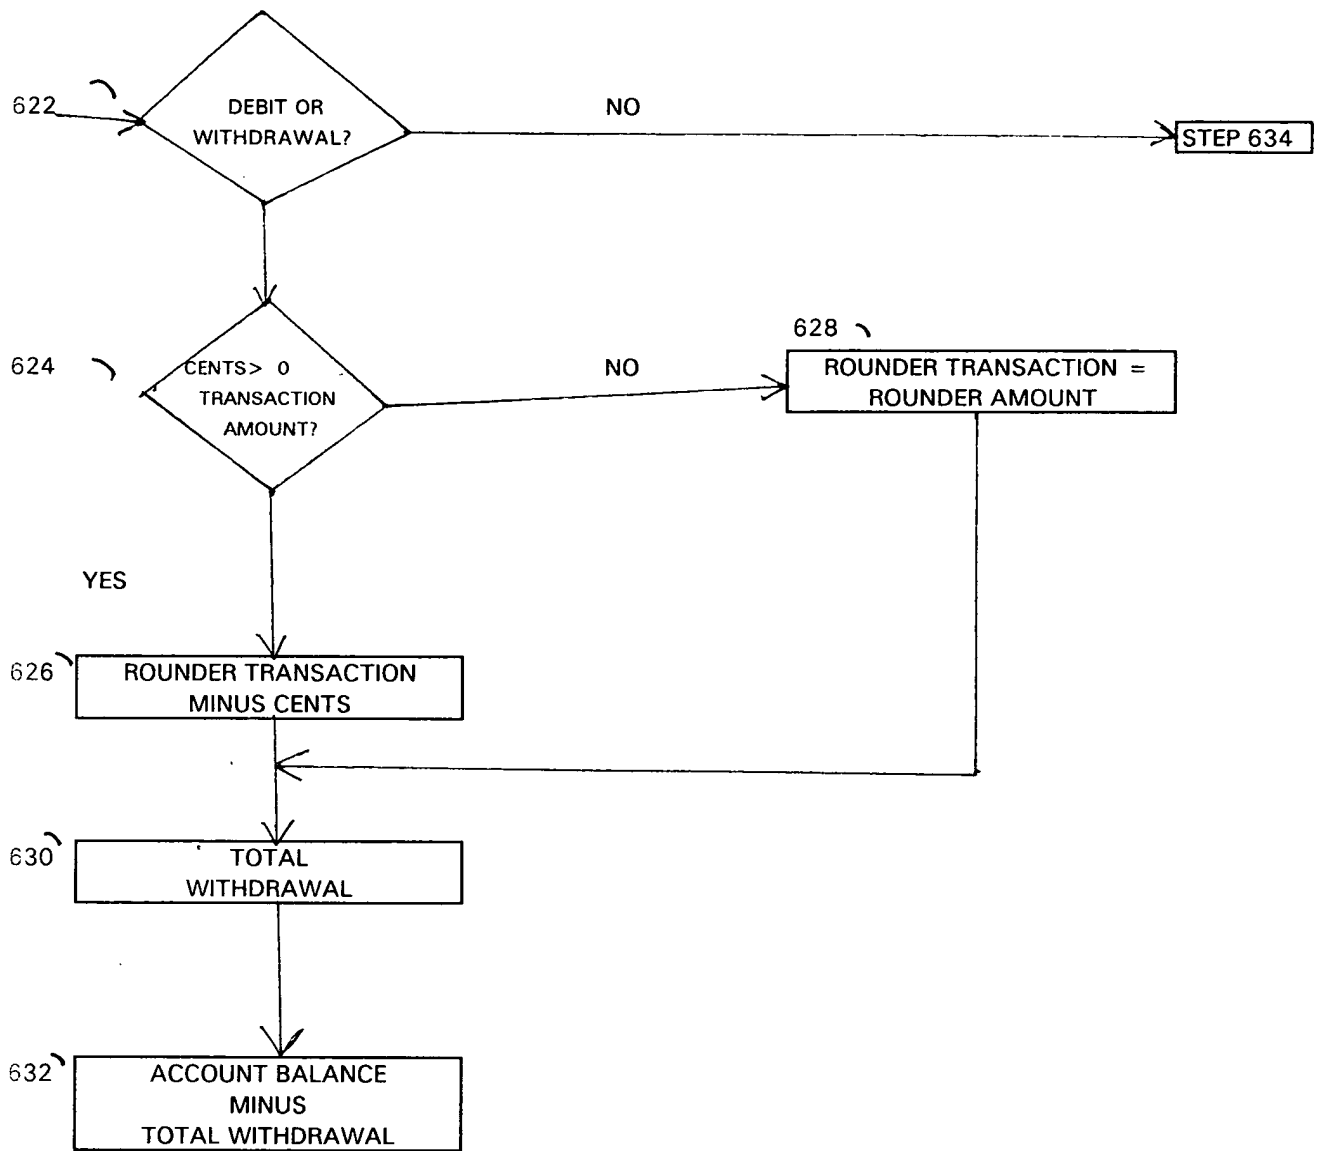 622
DEBIT OR
WITHDRAWAL?
NO
STEP 634
624
CENTS> 0
TRANSACTION
AMOUNT?
NO
628
ROUNDER TRANSACTION =
ROUNDER AMOUNT
YES
626
ROUNDER TRANSACTION
MINUS CENTS
630
TOTAL
WITHDRAWAL
632
ACCOUNT BALANCE
MINUS
TOTAL WITHDRAWAL